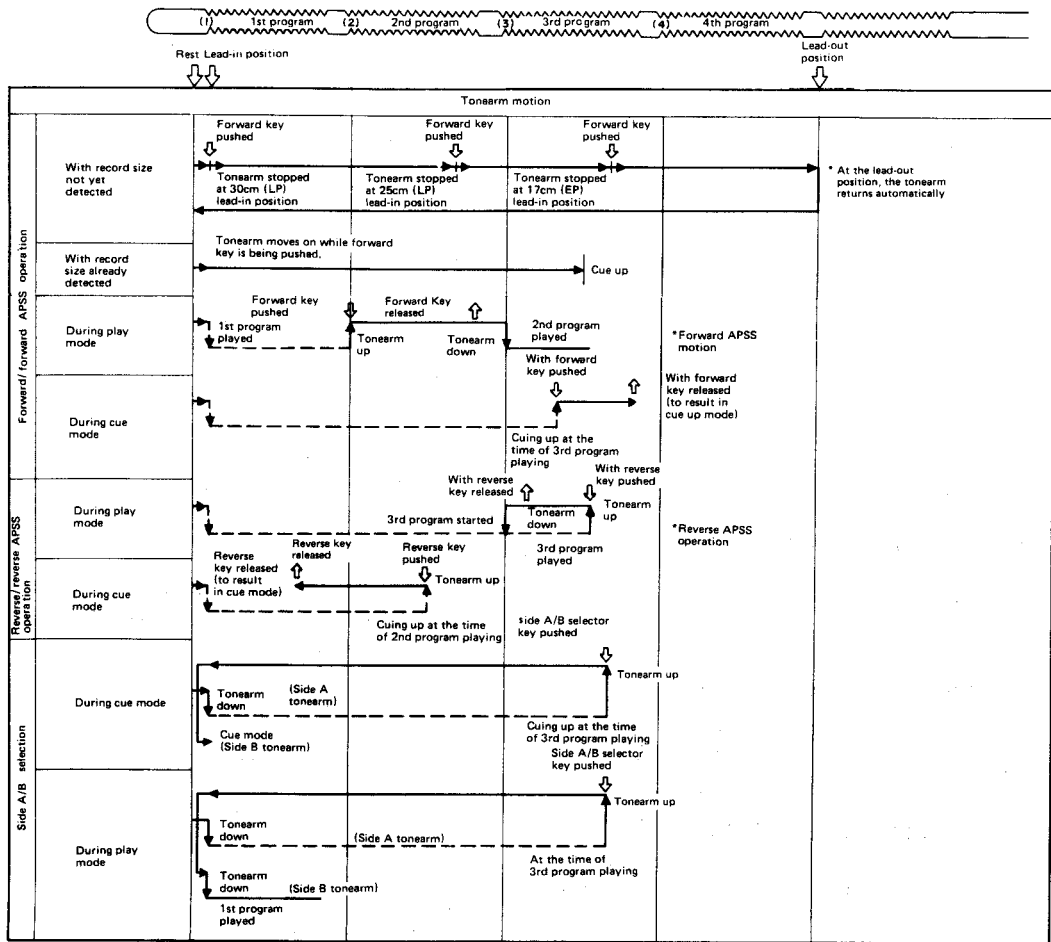 (1) 1st program (2) 2nd program (3) 3rd program (4) 4th program
Rest Lead-in position
Lead-out
position
Tonearm motion
Forward/forward APSS operation
With record size
not yet
detected
Forward key
pushed
Forward key
pushed
Forward key
pushed
Tonearm stopped
at 30cm (LP)
lead-in position
Tonearm stopped
at 25cm (LP)
lead-in position
Tonearm stopped
at 17cm (EP)
lead-in position
* At the lead-out
position, the tonearm
returns automatically
With record
size already
detected
Tonearm moves on while forward
key is being pushed.
Cue up
During play
mode
Forward key
pushed
1st program
played
Forward Key
released
Tonearm
up
Tonearm
down
2nd program
played
*Forward APSS
motion
During cue
mode
With forward
key pushed
With forward
key released
(to result in
cue up mode)
Cuing up at the
time of 3rd program
playing
Reverse/reverse APSS
operation
During play
mode
With reverse
key released
With reverse
key pushed
3rd program started
Tonearm
down
Tonearm
up
3rd program
played
*Reverse APSS
operation
During cue
mode
Reverse
key released
(to result
in cue mode)
Reverse key
released
Reverse key
pushed
Tonearm up
Cuing up at the time
of 2nd program playing
Side A/B selection
During cue mode
side A/B selector
key pushed
Tonearm up
Tonearm
down
(Side A
tonearm)
Cue mode
(Side B tonearm)
Cuing up at the time
of 3rd program playing
During play
mode
Side A/B selector
key pushed
Tonearm up
Tonearm
down
(Side A tonearm)
At the time of
3rd program playing
Tonearm
down
(Side B tonearm)
1st program
played